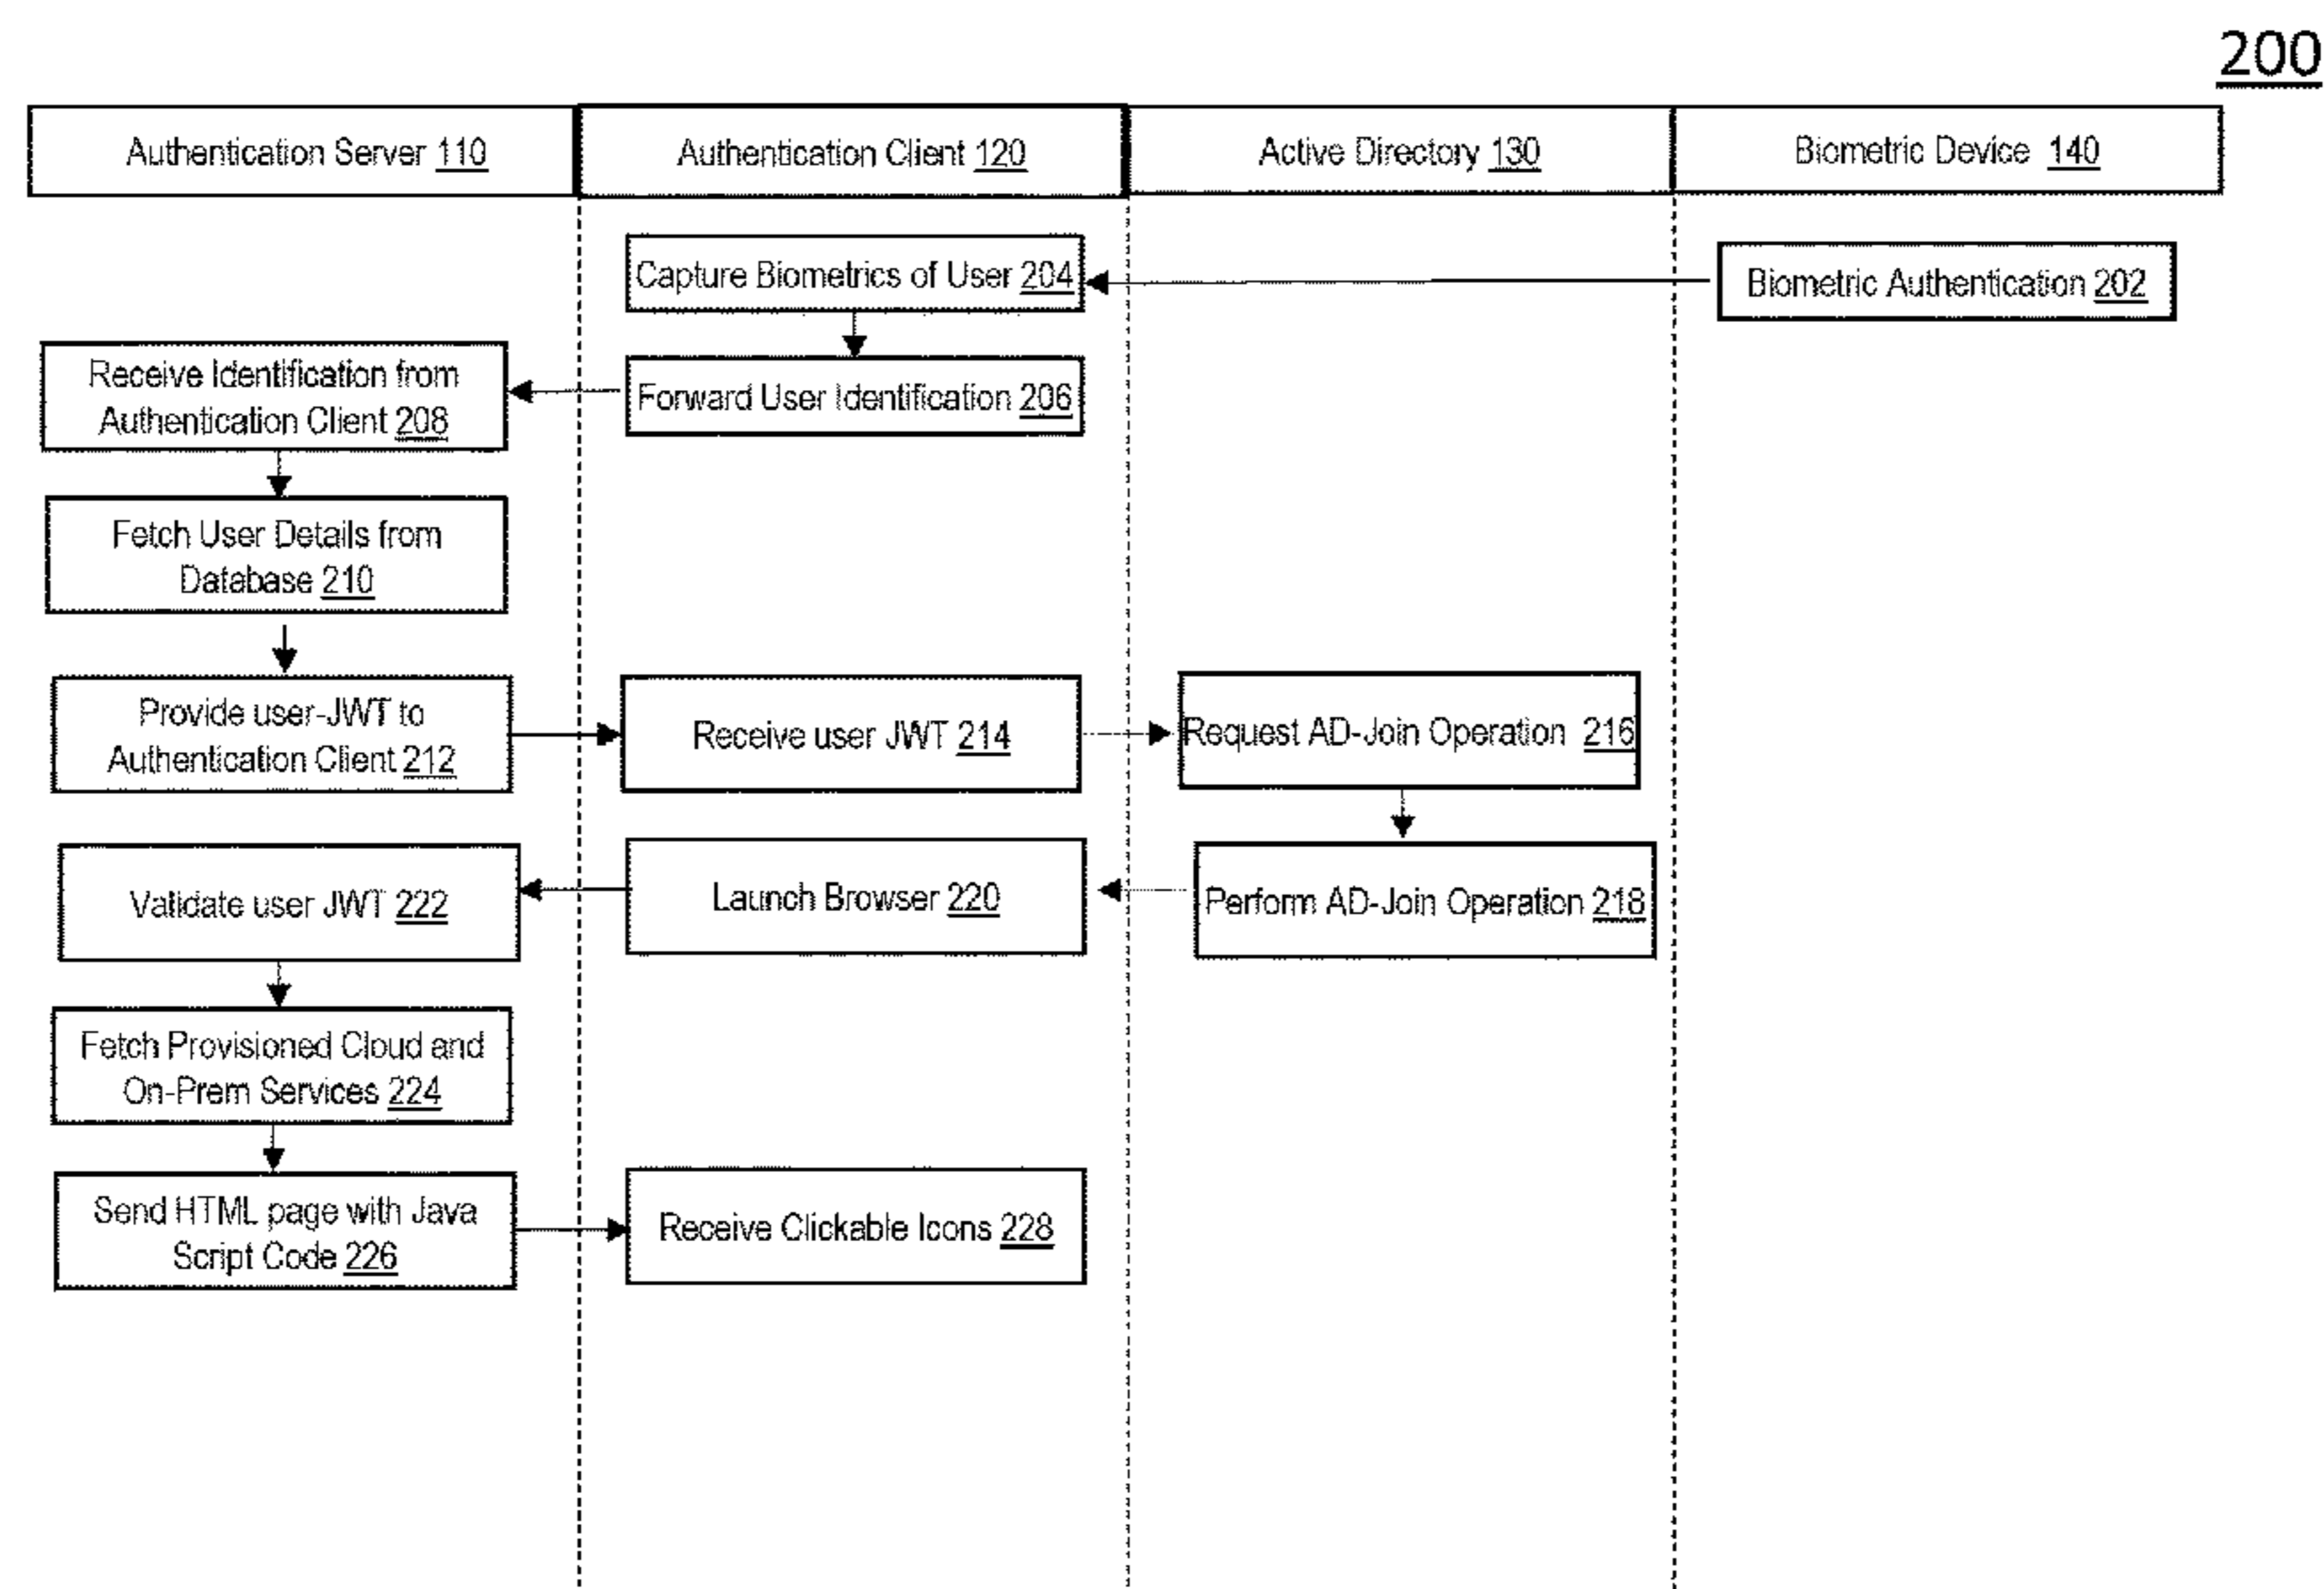 200
Authentication Server 110
Authentication Client 120
Active Directory 130
Biometric Device 140
Capture Biometrics of User 204
Biometric Authentication 202
Receive Identification from
Authentication Client 208
Forward User Identification 206
Fetch User Details from
Database 210
Provide user-JWT to
Authentication Client 212
Receive user JWT 214
Request AD-Join Operation 216
Validate user JWT 222
Launch Browser 220
Perform AD-Join Operation 218
Fetch Provisioned Cloud and
On-Prem Services 224
Send HTML page with Java
Script Code 226
Receive Clickable Icons 228